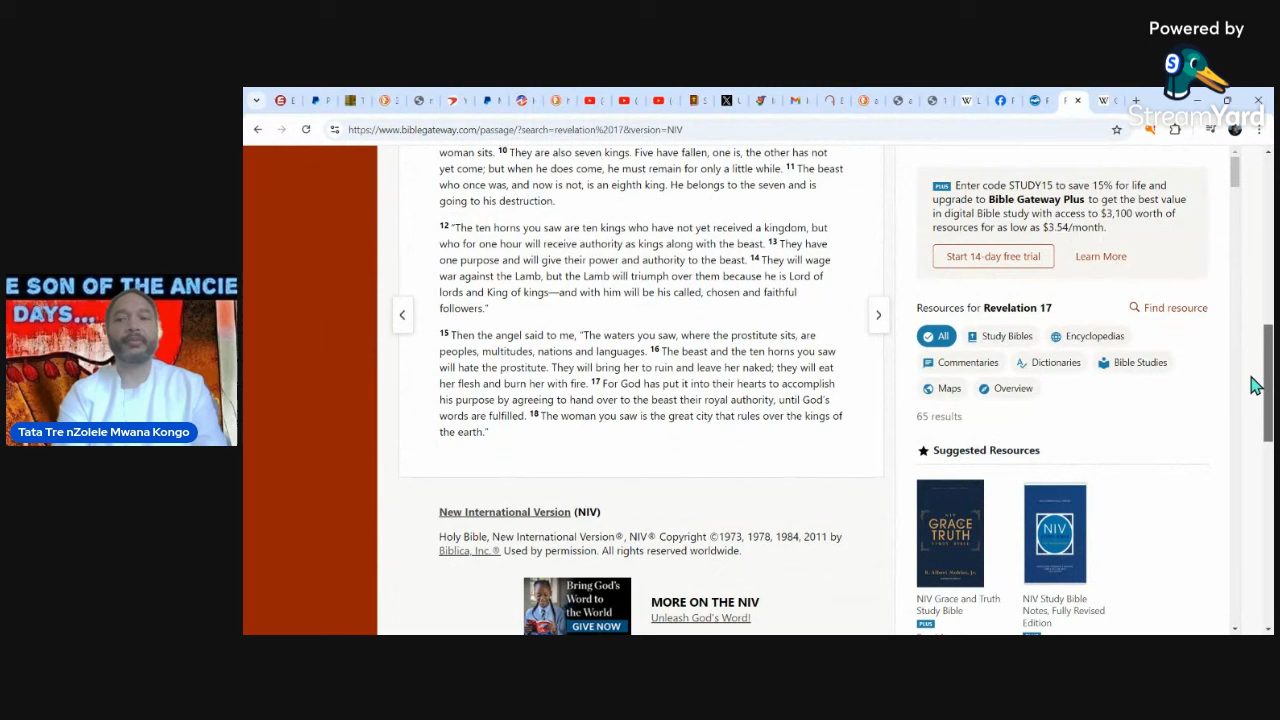 Powered by
StreamYard
https://www.biblegateway.com/passage/?search=revelation%2017&version=NIV
woman sits. 10 They are also seven kings. Five have fallen, one is, the other has not
yet come; but when he does come, he must remain for only a little while. 11 The beast
who once was, and now is not, is an eighth king. He belongs to the seven and is
going to his destruction.
12 “The ten horns you saw are ten kings who have not yet received a kingdom, but
who for one hour will receive authority as kings along with the beast. 13 They have
one purpose and will give their power and authority to the beast. 14 They will wage
war against the Lamb, but the Lamb will triumph over them because he is Lord of
lords and King of kings—and with him will be his called, chosen and faithful
followers.”
15 Then the angel said to me, “The waters you saw, where the prostitute sits, are
peoples, multitudes, nations and languages. 16 The beast and the ten horns you saw
will hate the prostitute. They will bring her to ruin and leave her naked; they will eat
her flesh and burn her with fire. 17 For God has put it into their hearts to accomplish
his purpose by agreeing to hand over to the beast their royal authority, until God’s
words are fulfilled. 18 The woman you saw is the great city that rules over the kings of
the earth.”
New International Version (NIV)
Holy Bible, New International Version®, NIV® Copyright ©1973, 1978, 1984, 2011 by
Biblica, Inc.® Used by permission. All rights reserved worldwide.
Bring God's
Word to
the World
GIVE NOW
MORE ON THE NIV
Unleash God's Word!
PLUS Enter code STUDY15 to save 15% for life and
upgrade to Bible Gateway Plus to get the best value
in digital Bible study with access to $3,100 worth of
resources for as low as $3.54/month.
Start 14-day free trial
Learn More
Resources for Revelation 17
Find resource
All
Study Bibles
Encyclopedias
Commentaries
Dictionaries
Bible Studies
Maps
Overview
65 results
Suggested Resources
NIV
GRACE
TRUTH
STUDY BIBLE
NIV
NIV Grace and Truth
Study Bible
PLUS
NIV Study Bible
Notes, Fully Revised
Edition
E SON OF THE ANCIE
DAYS...
Tata Tre nZolele Mwana Kongo